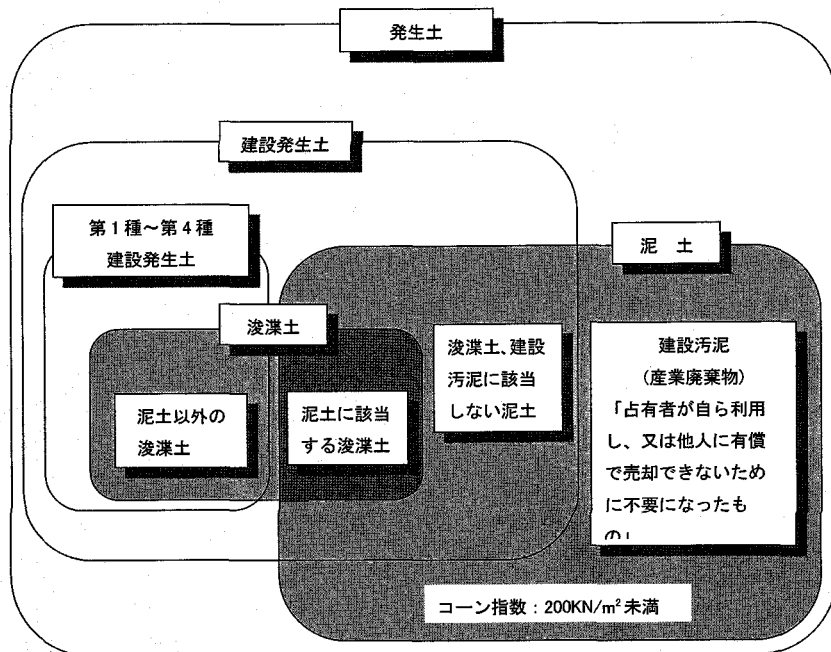 発生土
建設発生土
第1種～第4種
建設発生土
泥　土
浚渫土
浚渫土、建設
汚泥に該当
しない泥土
建設汚泥
(産業廃棄物)
「占有者が自ら利用
し、又は他人に有償
で売却できないため
に不要になったも
の」
泥土以外の
浚渫土
泥土に該当
する浚渫土
コーン指数：200KN/m²未満